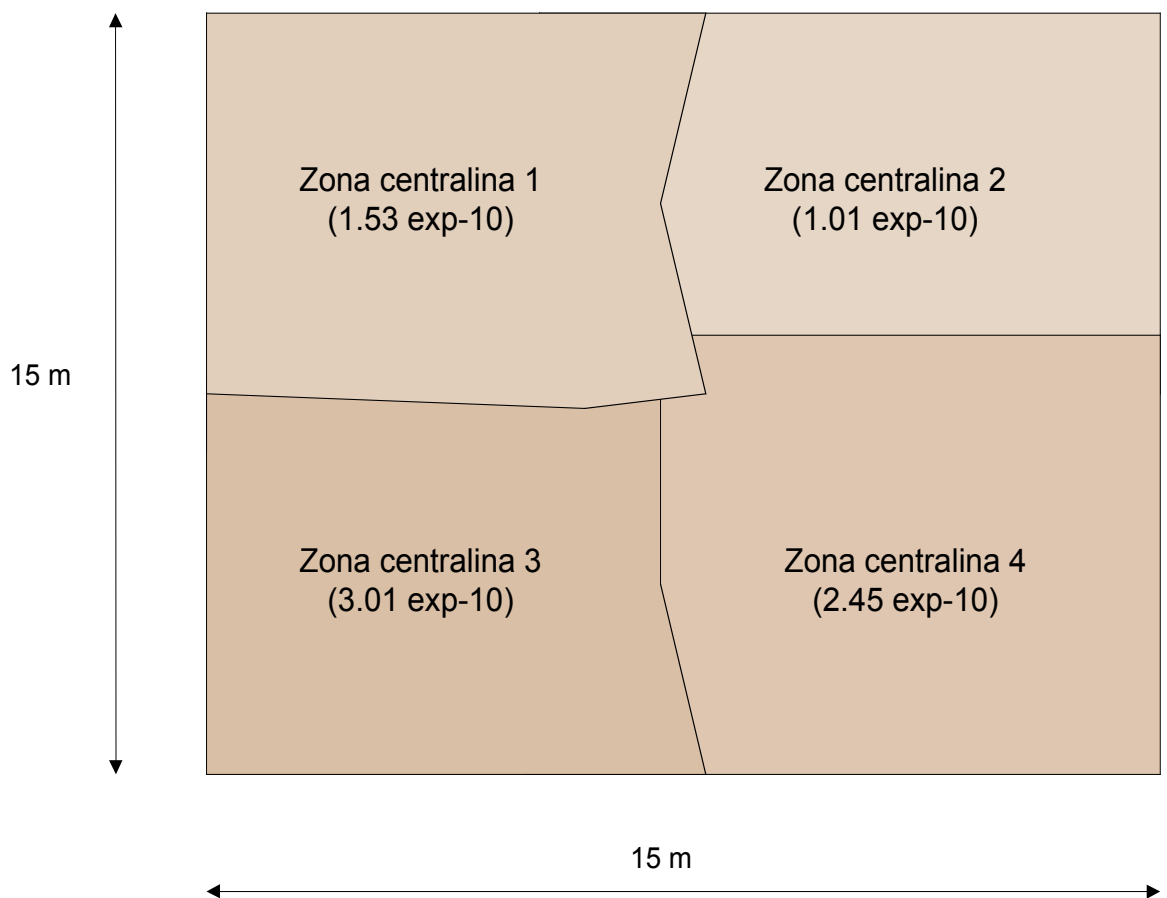 Zona centralina 1
(1.53 exp-10)
Zona centralina 2
(1.01 exp-10)
15 m
Zona centralina 3
(3.01 exp-10)
Zona centralina 4
(2.45 exp-10)
15 m